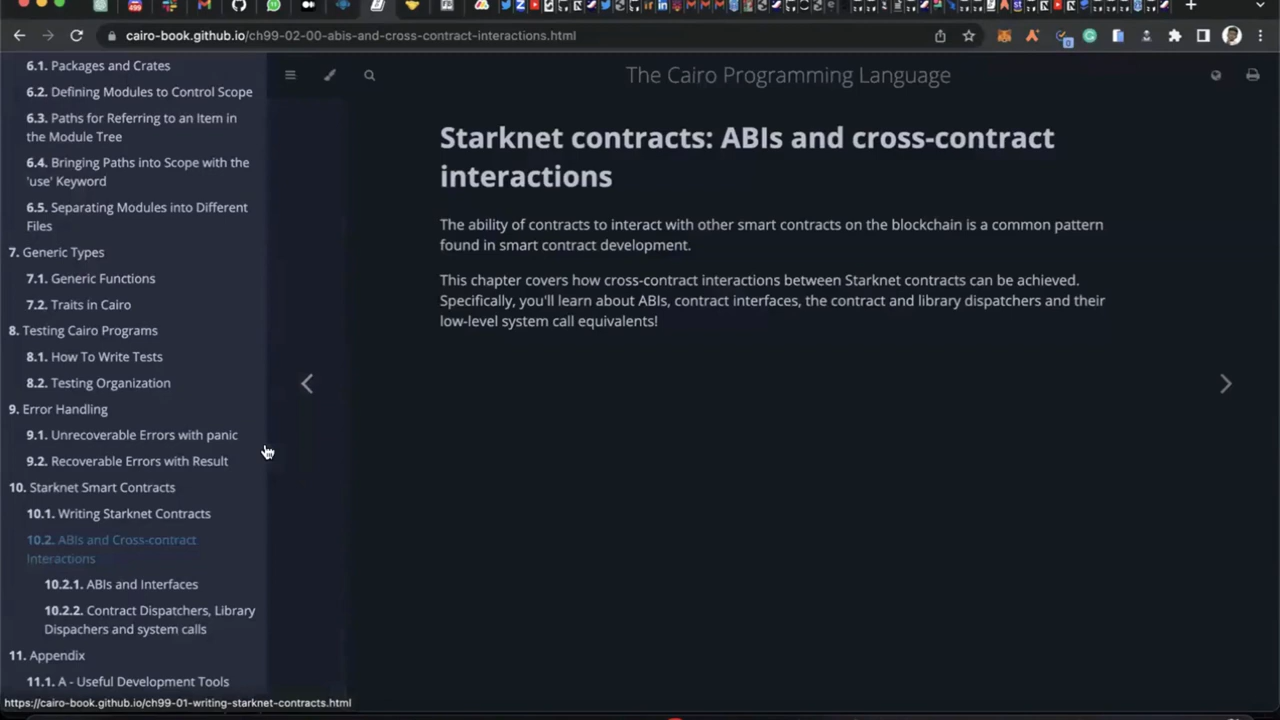 cairo-book.github.io/ch99-02-00-abis-and-cross-contract-interactions.html
6.1. Packages and Crates
6.2. Defining Modules to Control Scope
6.3. Paths for Referring to an Item in
the Module Tree
6.4. Bringing Paths into Scope with the
'use' Keyword
6.5. Separating Modules into Different
Files
7. Generic Types
7.1. Generic Functions
7.2. Traits in Cairo
8. Testing Cairo Programs
8.1. How To Write Tests
8.2. Testing Organization
9. Error Handling
9.1. Unrecoverable Errors with panic
9.2. Recoverable Errors with Result
10. Starknet Smart Contracts
10.1. Writing Starknet Contracts
10.2. ABIs and Cross-contract
Interactions
10.2.1. ABIs and Interfaces
10.2.2. Contract Dispatchers, Library
Dispachers and system calls
11. Appendix
11.1. A - Useful Development Tools
https://cairo-book.github.io/ch99-01-writing-starknet-contracts.html
The Cairo Programming Language
Starknet contracts: ABIs and cross-contract
interactions
The ability of contracts to interact with other smart contracts on the blockchain is a common pattern
found in smart contract development.
This chapter covers how cross-contract interactions between Starknet contracts can be achieved.
Specifically, you'll learn about ABIs, contract interfaces, the contract and library dispatchers and their
low-level system call equivalents!